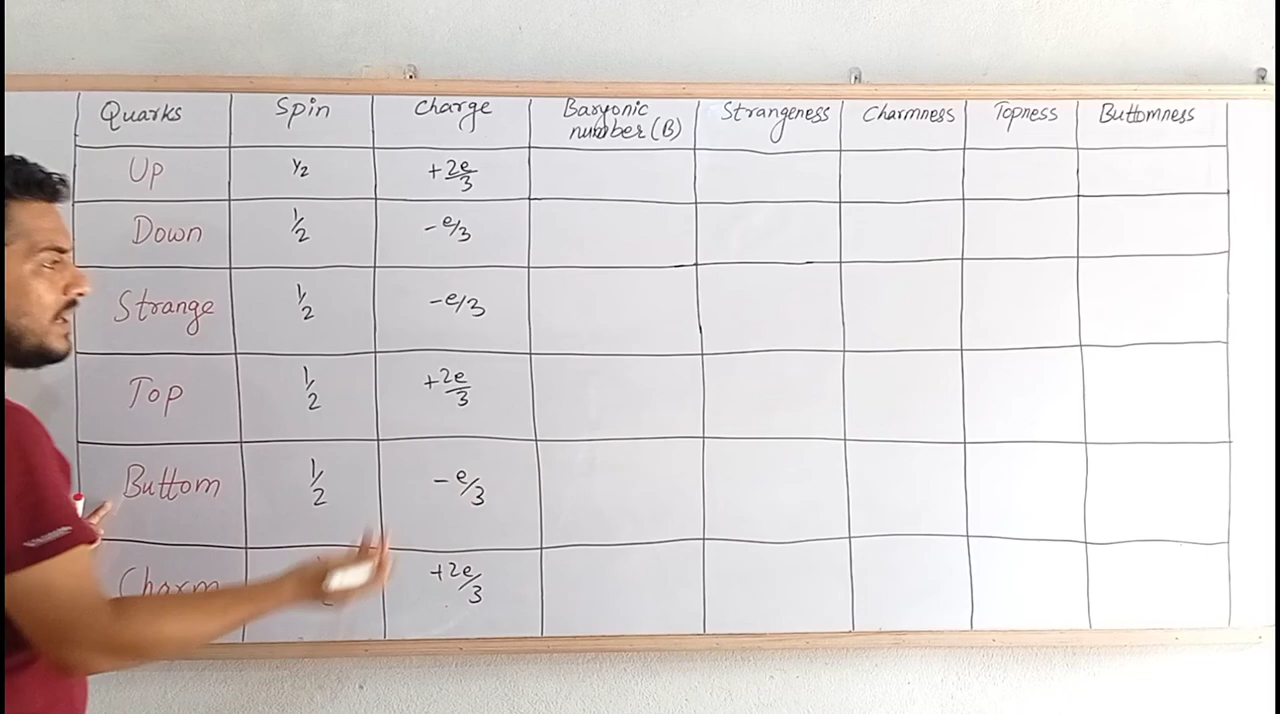 Quarks Spin Charge Baryonic number (B) Strangeness Charmness Topness Buttomness
Up 1/2 +2e/3
Down 1/2 -e/3
Strange 1/2 -e/3
Top 1/2 +2e/3
Buttom 1/2 -e/3
Charm +2e/3